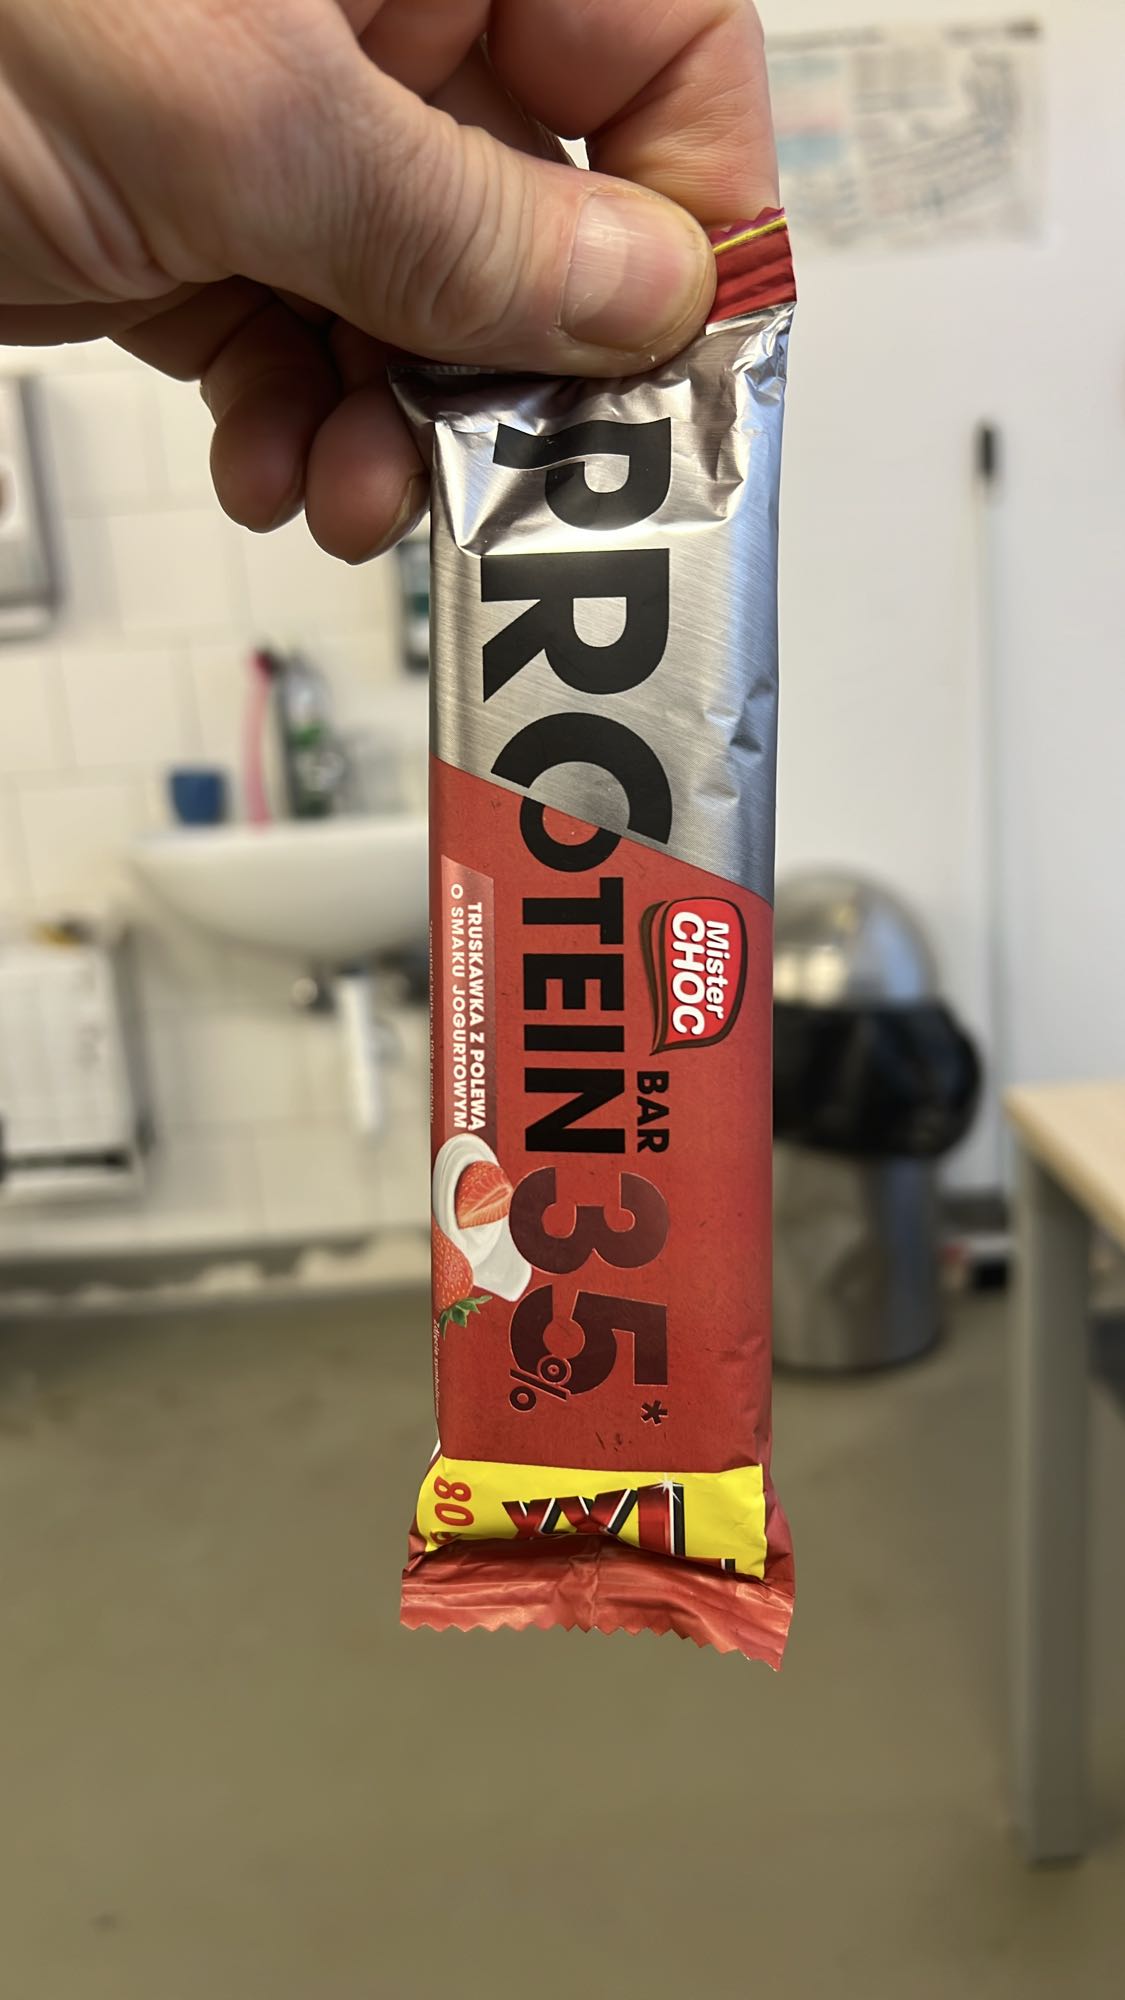 PROTEIN
Mister
CHOC
BAR
35%*
TRUSKAWKA Z POLEWĄ
O SMAKU JOGURTOWYM
XXL
80